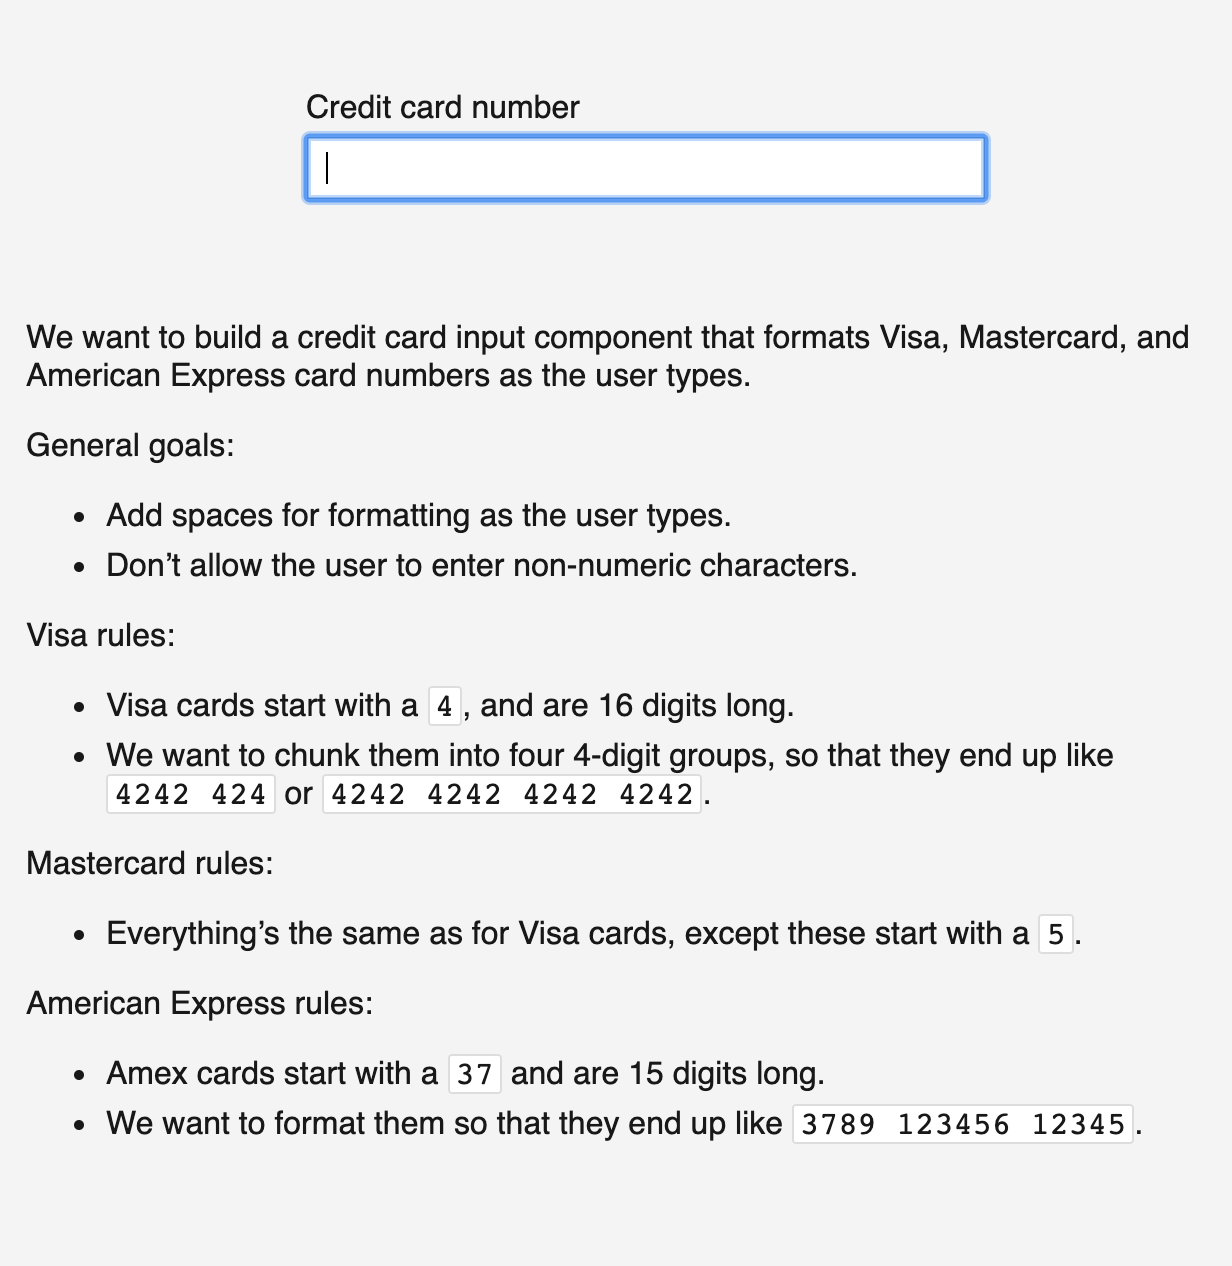 Credit card number
We want to build a credit card input component that formats Visa, Mastercard, and
American Express card numbers as the user types.
General goals:
• Add spaces for formatting as the user types.
• Don’t allow the user to enter non-numeric characters.
Visa rules:
• Visa cards start with a 4, and are 16 digits long.
• We want to chunk them into four 4-digit groups, so that they end up like
4242 424 or 4242 4242 4242 4242.
Mastercard rules:
• Everything’s the same as for Visa cards, except these start with a 5.
American Express rules:
• Amex cards start with a 37 and are 15 digits long.
• We want to format them so that they end up like 3789 123456 12345.